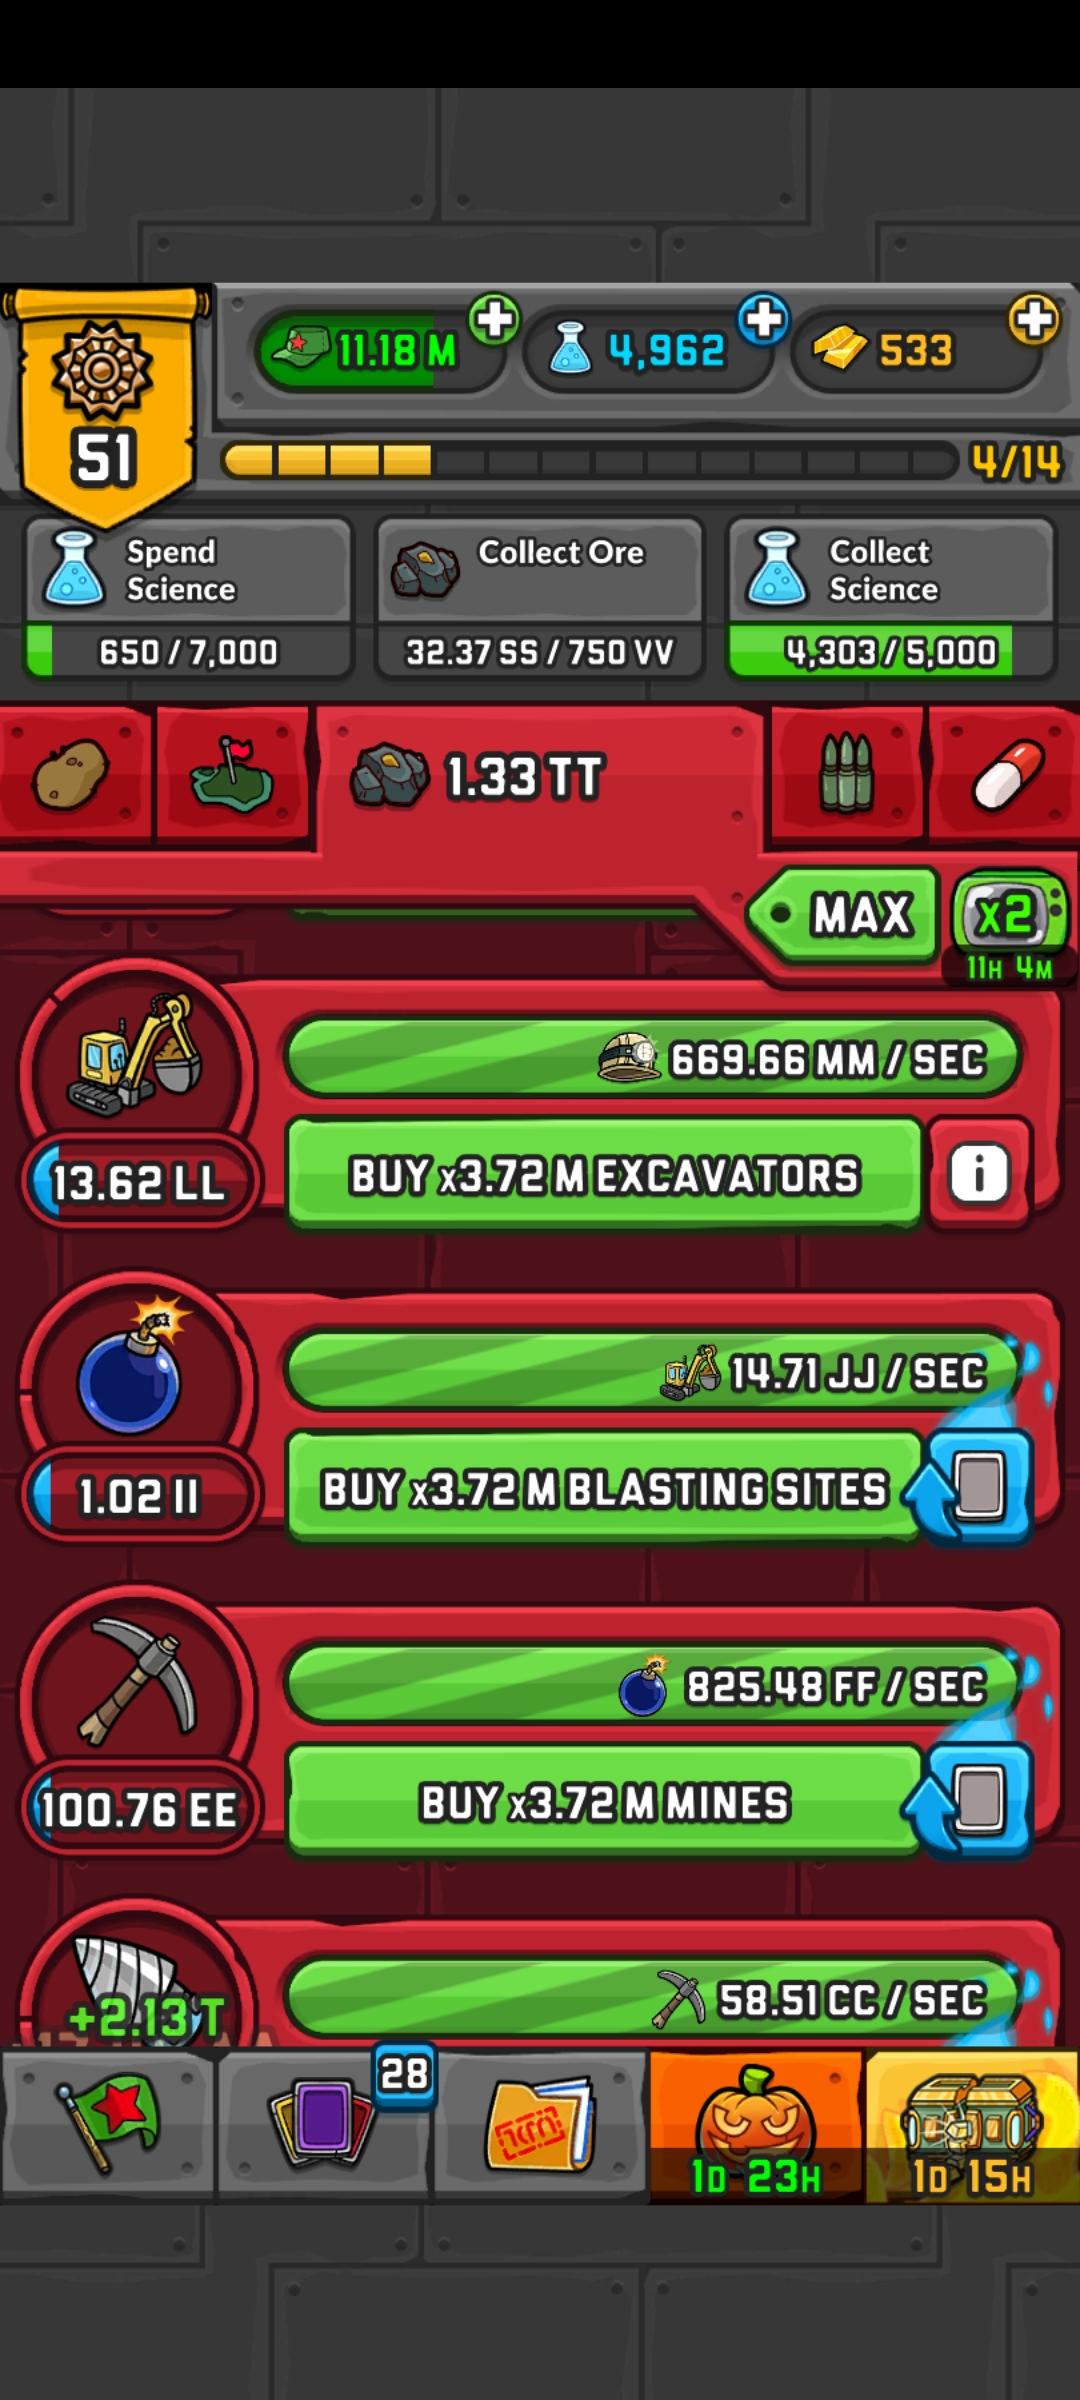 11.18 M
4,962
533
51
4/14
Spend
Science
650 / 7,000
Collect Ore
32.37 SS / 750 VV
Collect
Science
4,303 / 5,000
1.33 TT
MAX
x2
11H 4M
669.66 MM / SEC
13.62 LL
BUY x3.72 M EXCAVATORS
i
14.71 JJ / SEC
1.02 II
BUY x3.72 M BLASTING SITES
825.48 FF / SEC
100.76 EE
BUY x3.72 M MINES
58.51 CC / SEC
+2.13 T
28
1D 23H
1D 15H